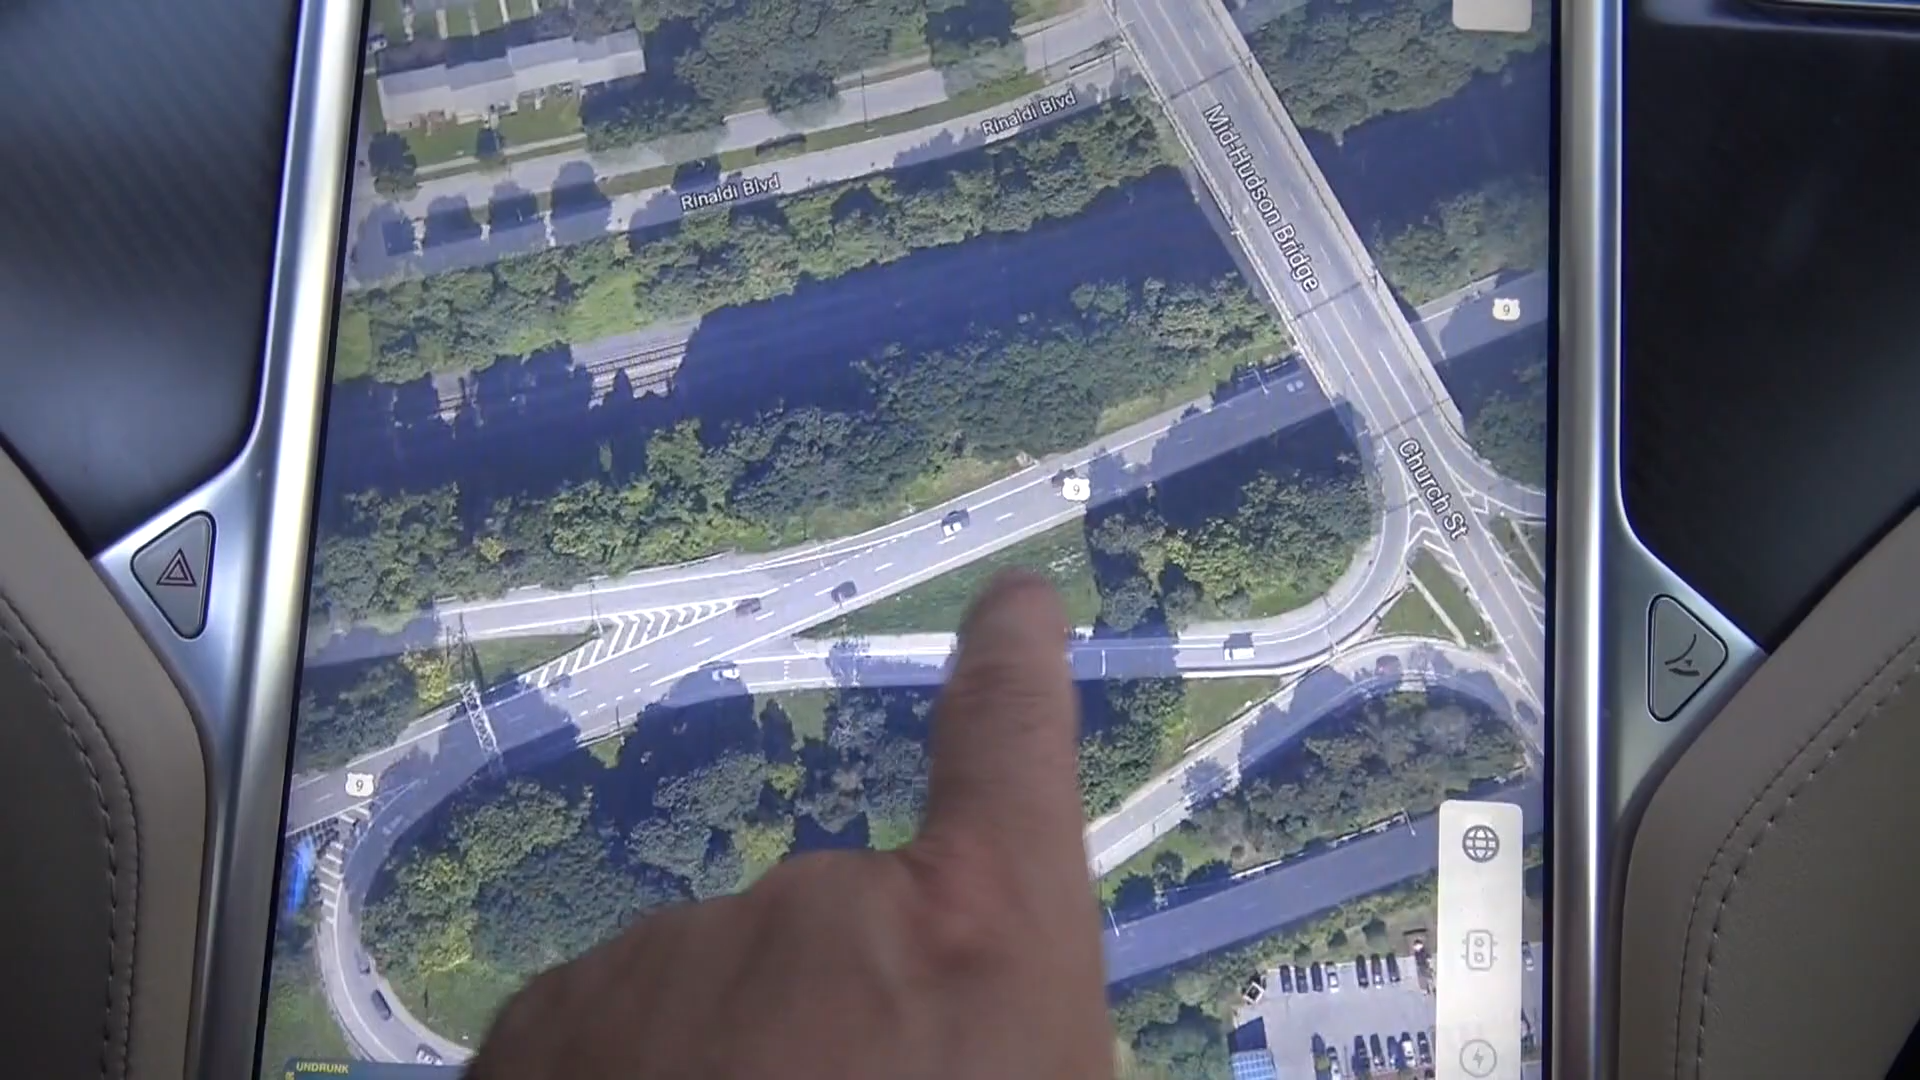 Rinaldi Blvd
Rinaldi Blvd
Mid-Hudson Bridge
9
Church St
9
9
UNDRUNK